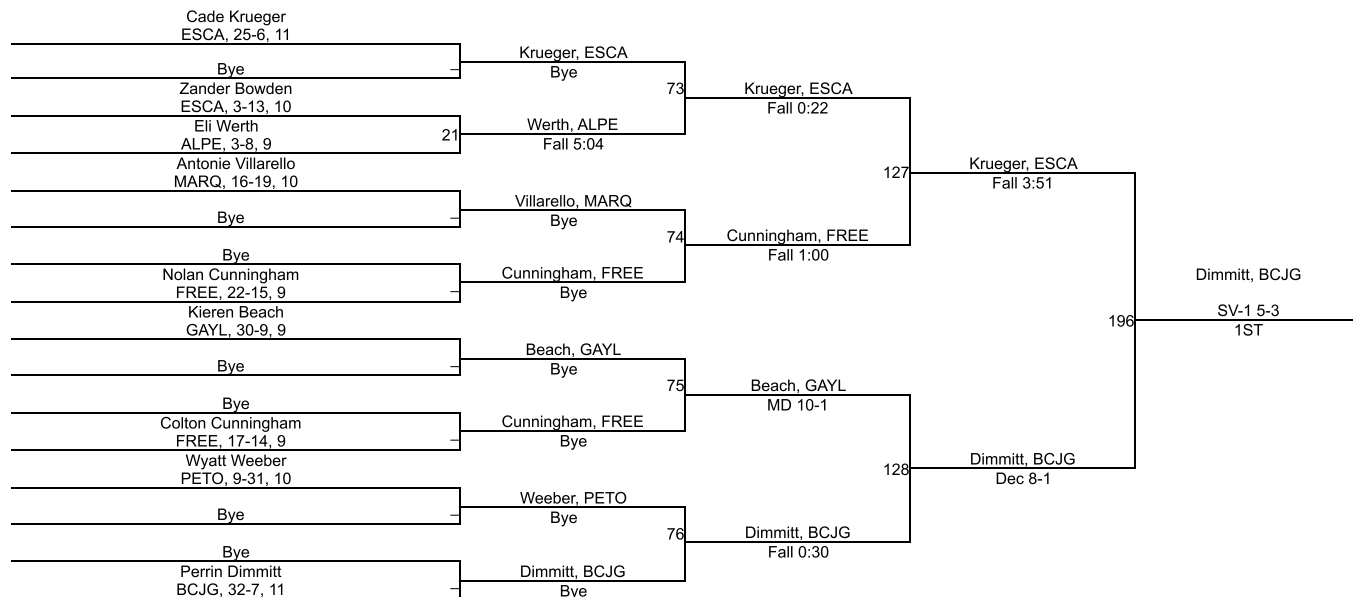 Cade Krueger
ESCA, 25-6, 11
Bye
Zander Bowden
ESCA, 3-13, 10
Eli Werth
ALPE, 3-8, 9
Antonie Villarello
MARQ, 16-19, 10
Bye
Bye
Nolan Cunningham
FREE, 22-15, 9
Kieren Beach
GAYL, 30-9, 9
Bye
Bye
Colton Cunningham
FREE, 17-14, 9
Wyatt Weeber
PETO, 9-31, 10
Bye
Bye
Perrin Dimmitt
BCJG, 32-7, 11
21
Krueger, ESCA
Bye
Werth, ALPE
Fall 5:04
Villarello, MARQ
Bye
Cunningham, FREE
Bye
Beach, GAYL
Bye
Cunningham, FREE
Bye
Weeber, PETO
Bye
Dimmitt, BCJG
Bye
73
74
75
76
Krueger, ESCA
Fall 0:22
Cunningham, FREE
Fall 1:00
Beach, GAYL
MD 10-1
Dimmitt, BCJG
Fall 0:30
127
128
Krueger, ESCA
Fall 3:51
Dimmitt, BCJG
Dec 8-1
196
Dimmitt, BCJG
SV-1 5-3
1ST